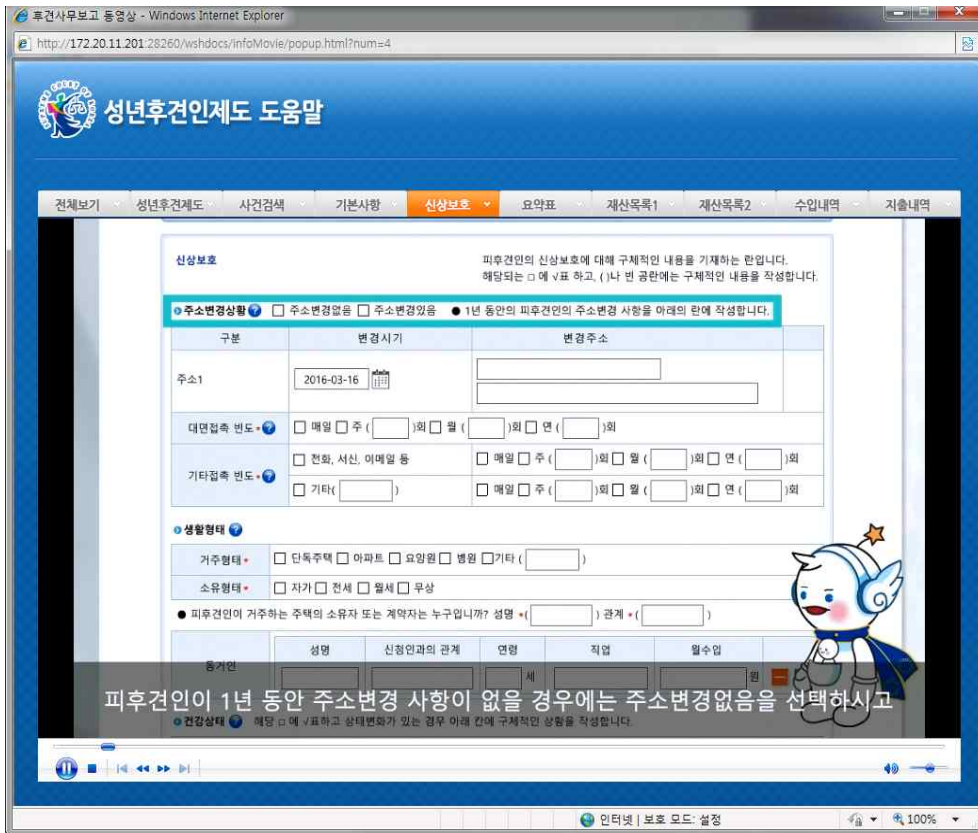 후견사무보고 동영상 - Windows Internet Explorer
http://172.20.11.201:28260/wshdocs/infoMovie/popup.html?num=4
성년후견인제도 도움말
전체보기 성년후견제도 사건검색 기본사항 신상보호 요약표 재산목록1 재산목록2 수입내역 지출내역
신상보호
피후견인의 신상보호에 대해 구체적인 내용을 기재하는 란입니다.
해당되는 □ 에 √표 하고, ( )나 빈 공란에는 구체적인 내용을 작성합니다.
주소변경상황 ? □ 주소변경없음 □ 주소변경있음 ● 1년 동안의 피후견인의 주소변경 사항을 아래의 란에 작성합니다.
구분 변경시기 변경주소
주소1 2016-03-16
대면접촉 빈도 • ? □ 매일 □ 주 ( )회 □ 월 ( )회 □ 연 ( )회
기타접촉 빈도 • ?
□ 전화, 서신, 이메일 등 □ 매일 □ 주 ( )회 □ 월 ( )회 □ 연 ( )회
□ 기타( ) □ 매일 □ 주 ( )회 □ 월 ( )회 □ 연 ( )회
생활형태 ?
거주형태 • □ 단독주택 □ 아파트 □ 요양원 □ 병원 □ 기타 ( )
소유형태 • □ 자가 □ 전세 □ 월세 □ 무상
● 피후견인이 거주하는 주택의 소유자 또는 계약자는 누구입니까? 성명 •( ) 관계 •( )
동거인 성명 신청인과의 관계 연령 직업 월수입
세 원
피후견인이 1년 동안 주소변경 사항이 없을 경우에는 주소변경없음을 선택하시고
건강상태 ? 해당 □ 에 √표하고 상태변화가 있는 경우 아래 칸에 구체적인 상황을 작성합니다.
인터넷 | 보호 모드: 설정 100%